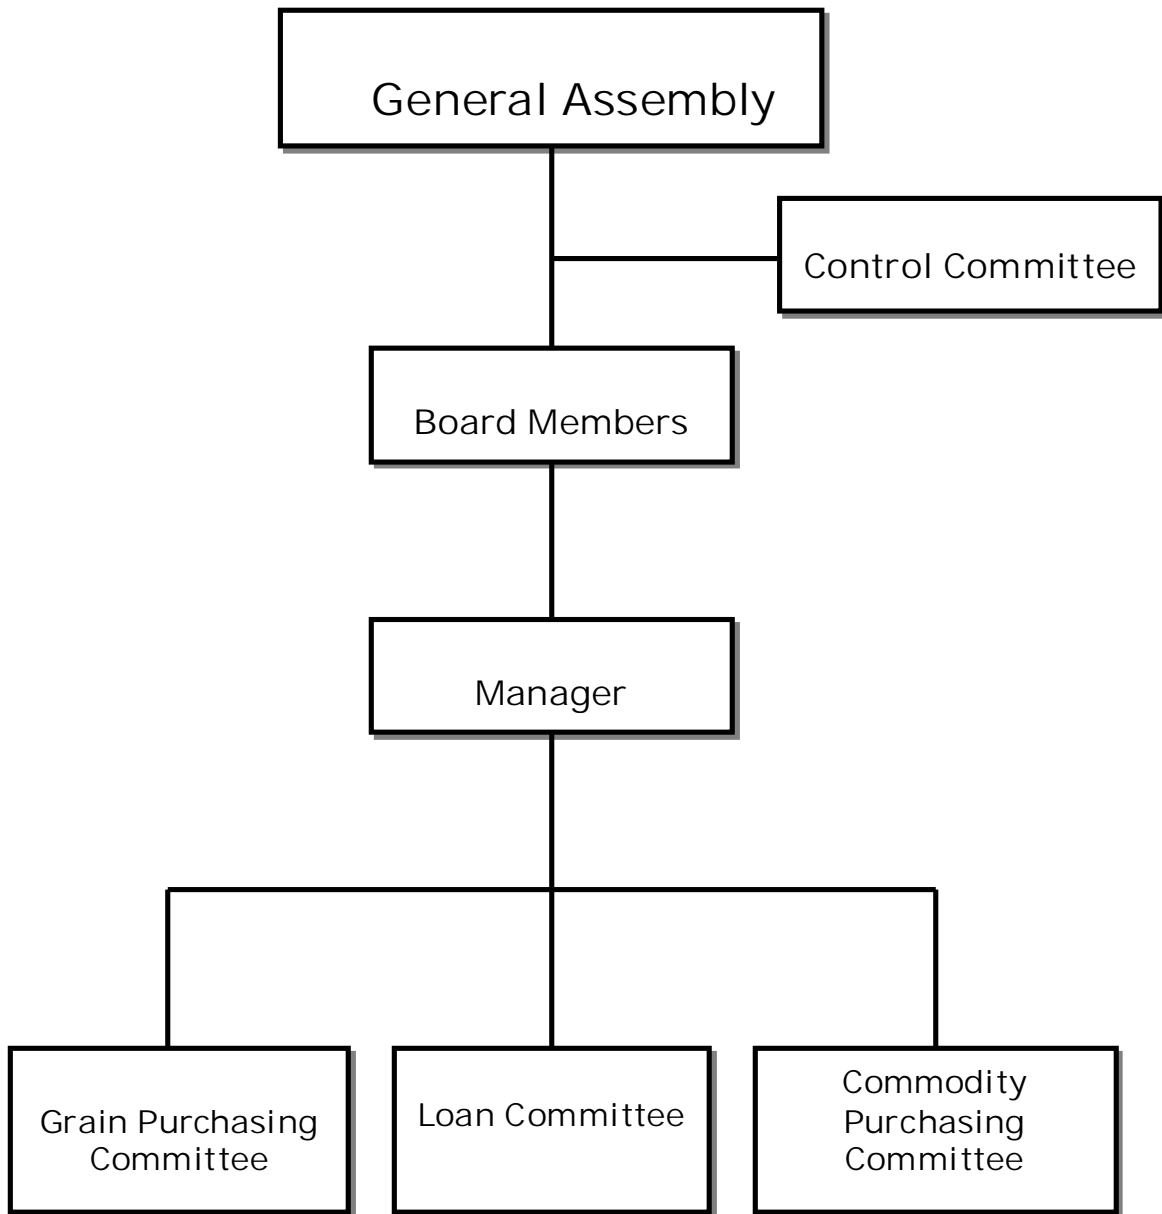 General Assembly
Control Committee
Board Members
Manager
Grain Purchasing
Committee
Loan Committee
Commodity
Purchasing
Committee